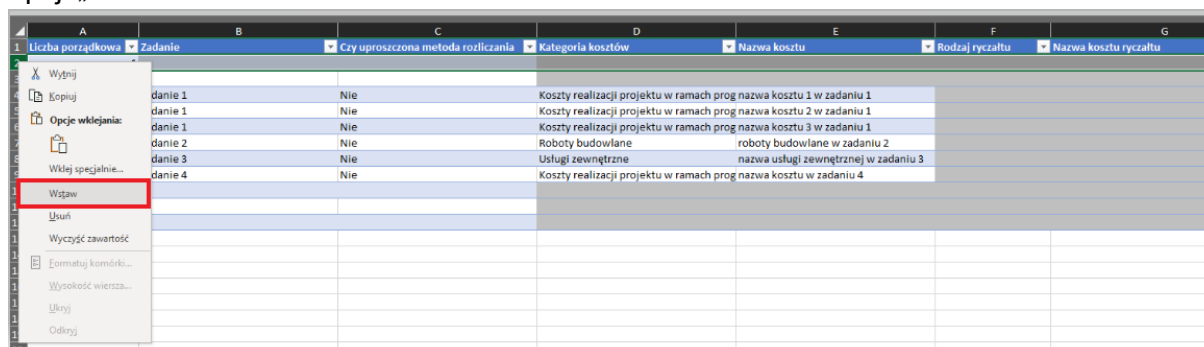 A B C D E F G
1 Liczba porządkowa Zadanie Czy uproszczona metoda rozliczania Kategoria kosztów Nazwa kosztu Rodzaj ryczałtu Nazwa kosztu ryczałtu
Wytnij
Kopiuj
danie 1 Nie Koszty realizacji projektu w ramach prog nazwa kosztu 1 w zadaniu 1
danie 1 Nie Koszty realizacji projektu w ramach prog nazwa kosztu 2 w zadaniu 1
Opcje wklejania:
danie 1 Nie Koszty realizacji projektu w ramach prog nazwa kosztu 3 w zadaniu 1
danie 2 Nie Roboty budowlane roboty budowlane w zadaniu 2
danie 3 Nie Usługi zewnętrzne nazwa usługi zewnętrznej w zadaniu 3
Wklej specjalnie...
danie 4 Nie Koszty realizacji projektu w ramach prog nazwa kosztu w zadaniu 4
Wstaw
Usuń
Wyczyść zawartość
Formatuj komórki...
Wysokość wiersza...
Ukryj
Odkryj